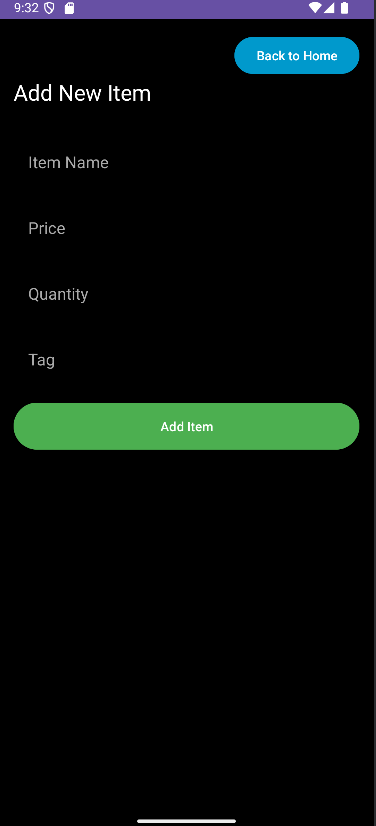 9:32
Back to Home
Add New Item
Item Name
Price
Quantity
Tag
Add Item